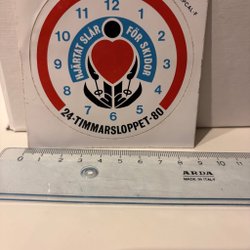 HJÄRTAT SLÅR FÖR SKIDOR
12
11 1
10 2
9 3
8 4
7 5
24-TIMMARSLOPPET-80
0 1 2 3 4 5 6 7 8 9 10 11
ARDA
MADE IN ITALY